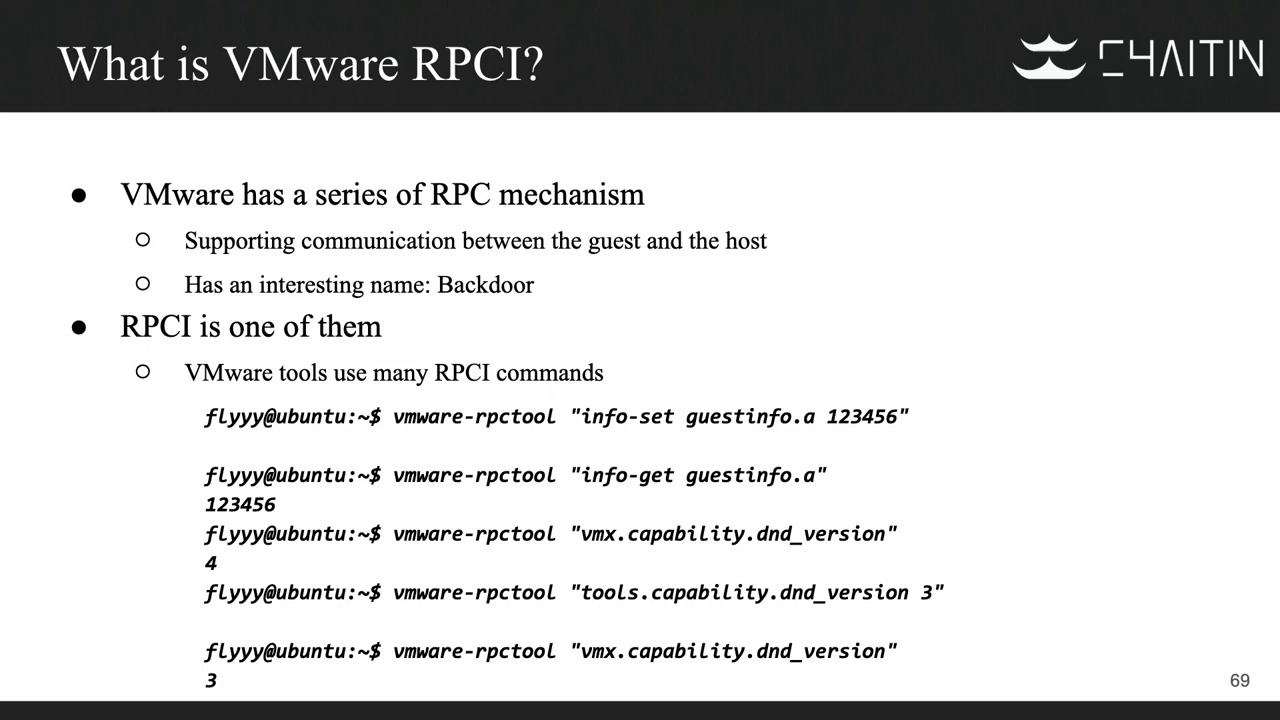 What is VMware RPCI?
CHAITIN
● VMware has a series of RPC mechanism
○ Supporting communication between the guest and the host
○ Has an interesting name: Backdoor
● RPCI is one of them
○ VMware tools use many RPCI commands
flyyy@ubuntu:~$ vmware-rpctool "info-set guestinfo.a 123456"
flyyy@ubuntu:~$ vmware-rpctool "info-get guestinfo.a"
123456
flyyy@ubuntu:~$ vmware-rpctool "vmx.capability.dnd_version"
4
flyyy@ubuntu:~$ vmware-rpctool "tools.capability.dnd_version 3"
flyyy@ubuntu:~$ vmware-rpctool "vmx.capability.dnd_version"
3
69